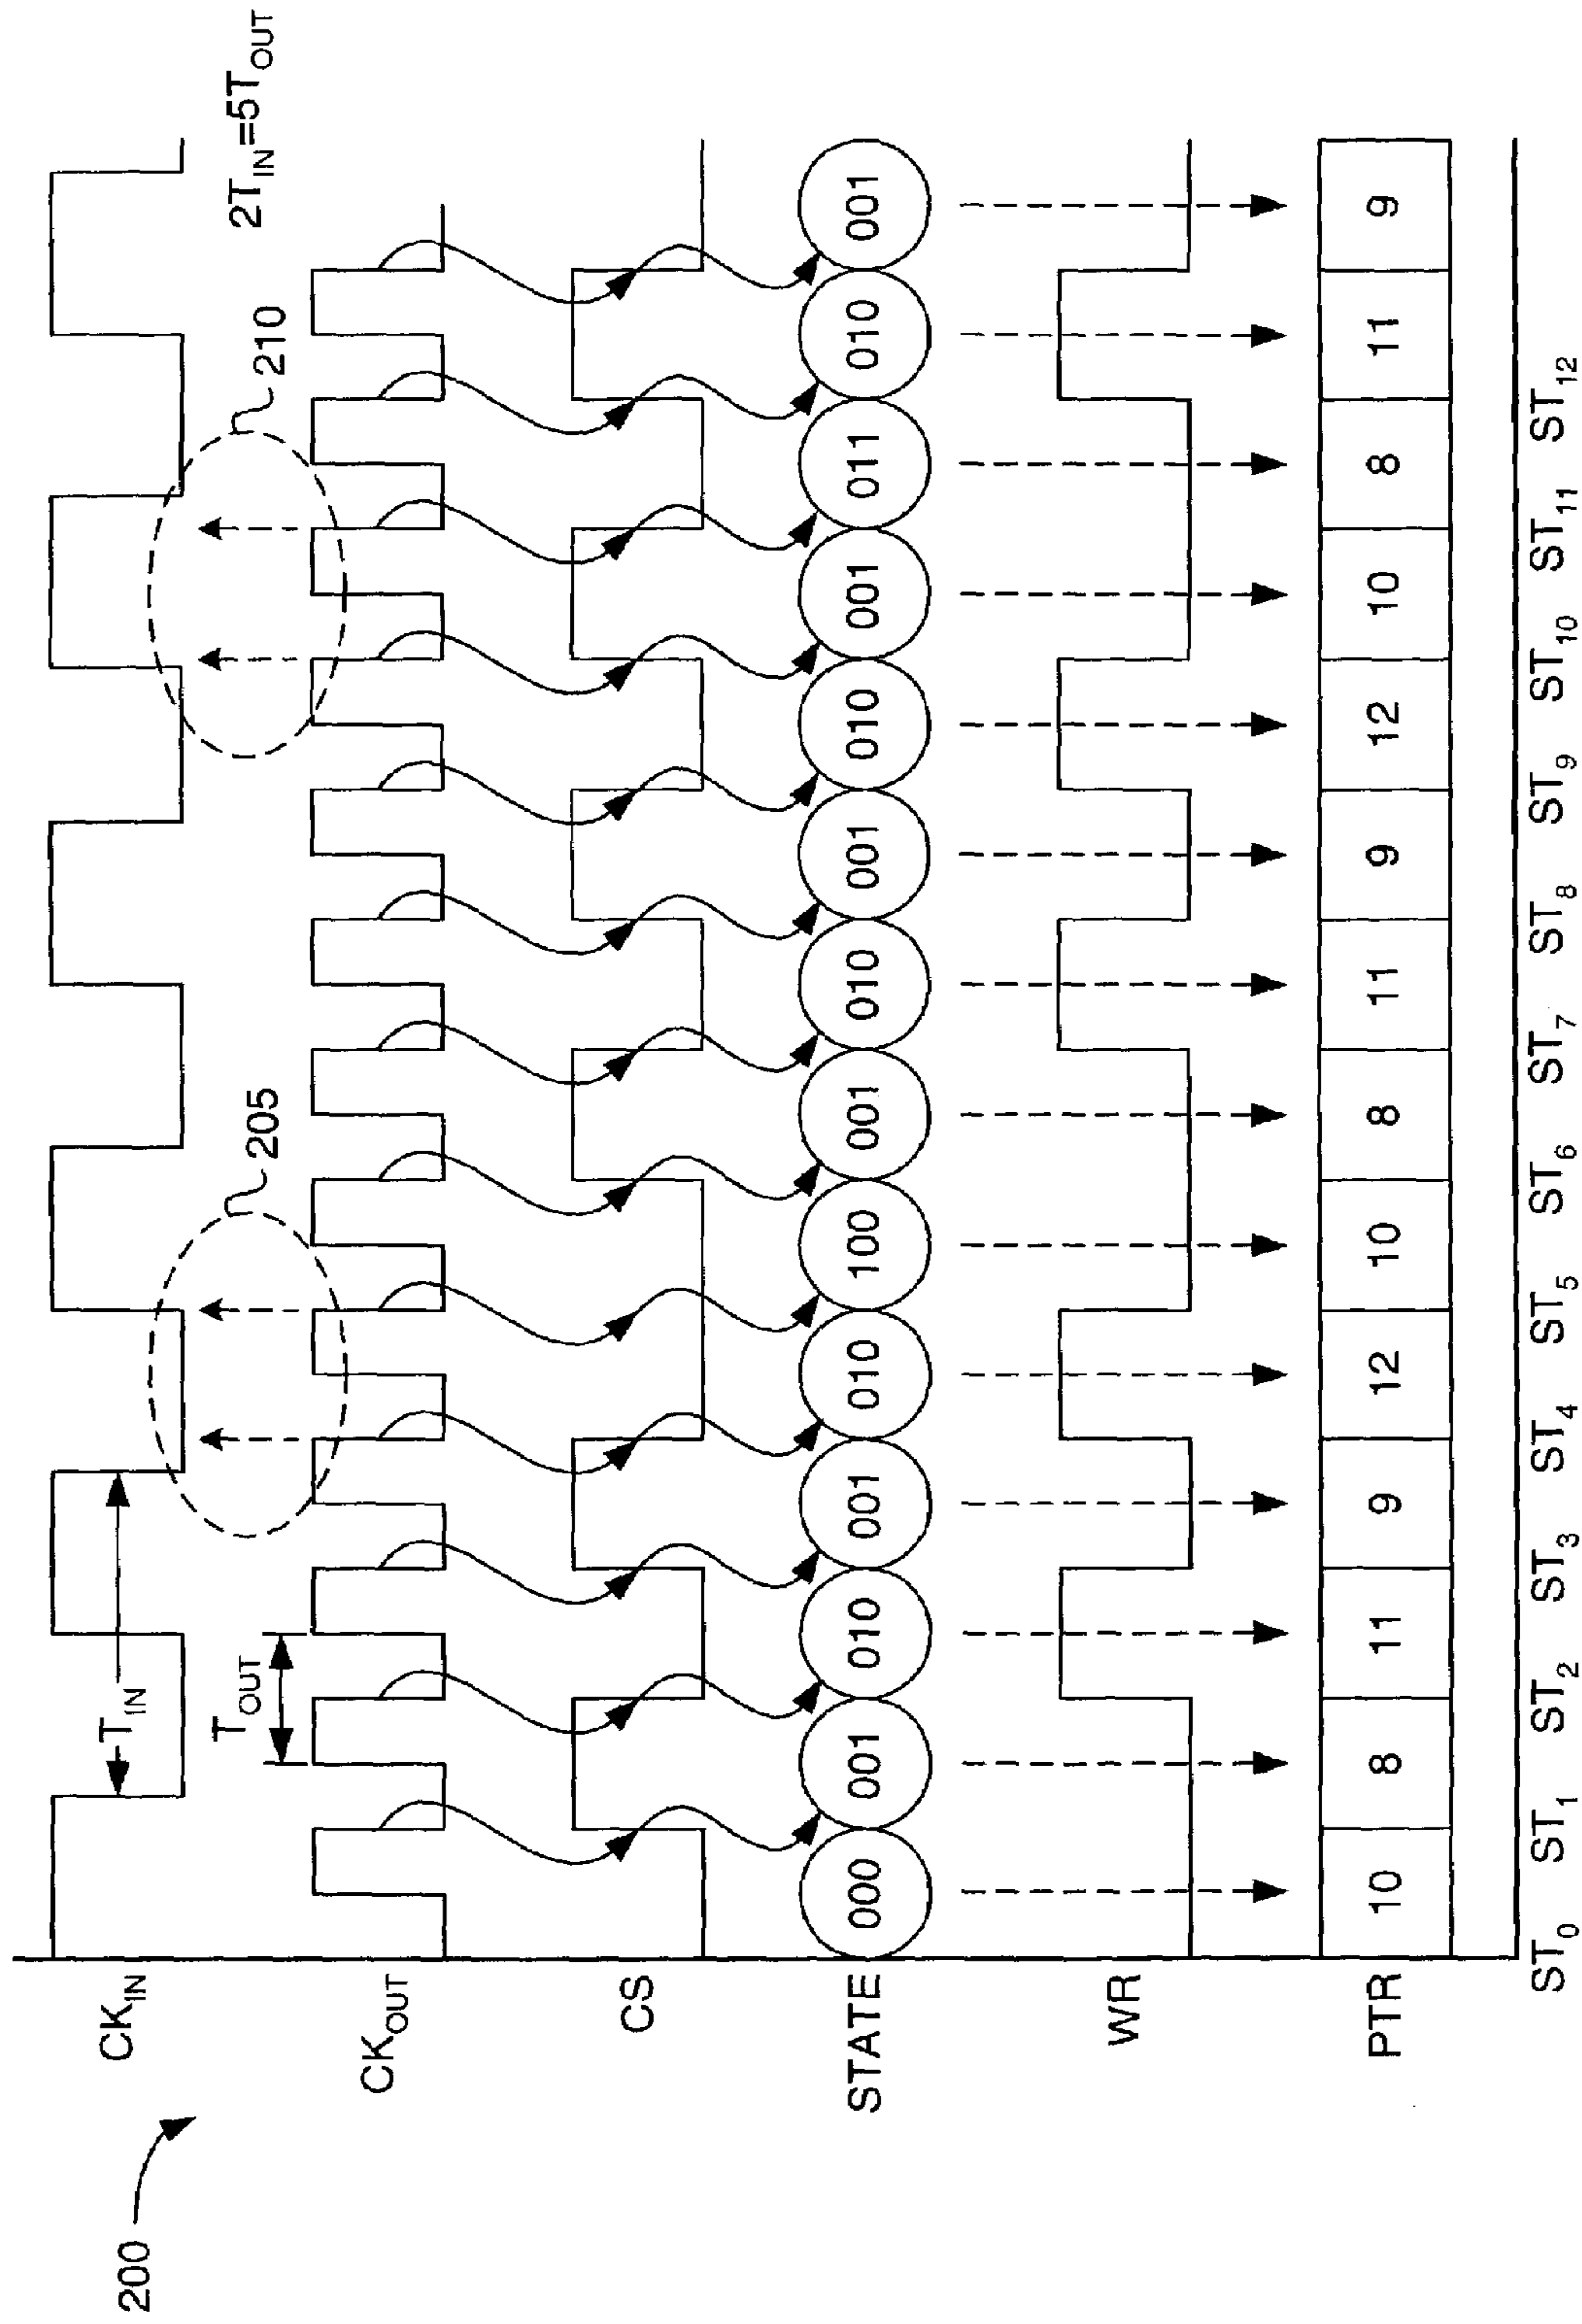 200
CK_IN
T_IN
205
210
2T_IN=5T_OUT
CK_OUT
T_OUT
CS
STATE
000 001 010 001 010 100 001 010 001 010 001 011 010 001
WR
PTR
10 8 11 9 12 10 8 11 9 12 10 8 11 9
ST_0 ST_1 ST_2 ST_3 ST_4 ST_5 ST_6 ST_7 ST_8 ST_9 ST_10 ST_11 ST_12